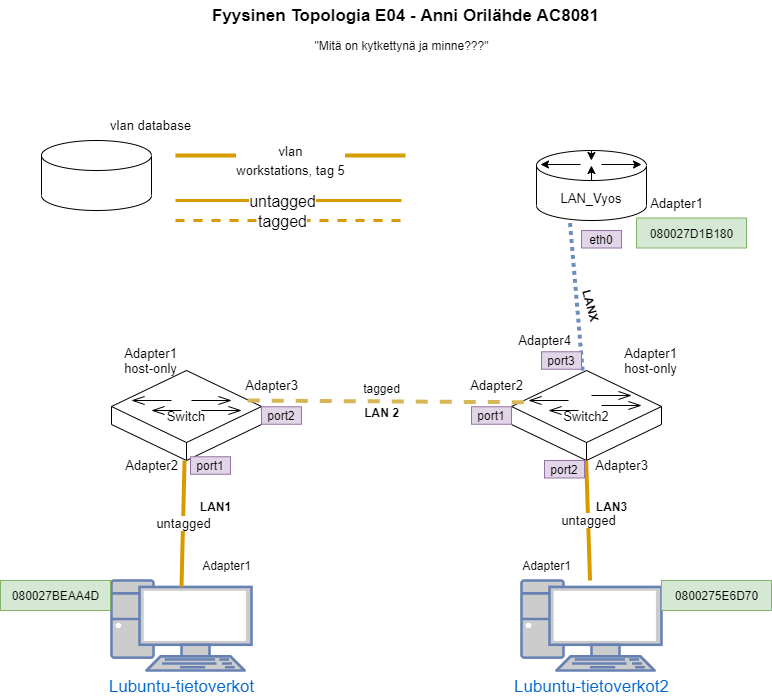 Fyysinen Topologia E04 - Anni Orilähde AC8081
"Mitä on kytkettynä ja minne???"
vlan database
vlan
workstations, tag 5
untagged
tagged
LAN_Vyos
Adapter1
eth0
080027D1B180
LANX
Adapter4
port3
Adapter1
host-only
Adapter1
host-only
Adapter3
tagged
Adapter2
Switch
port2
LAN 2
port1
Switch2
Adapter2
port1
port2
Adapter3
LAN1
untagged
LAN3
untagged
Adapter1
Adapter1
080027BEAA4D
0800275E6D70
Lubuntu-tietoverkot
Lubuntu-tietoverkot2